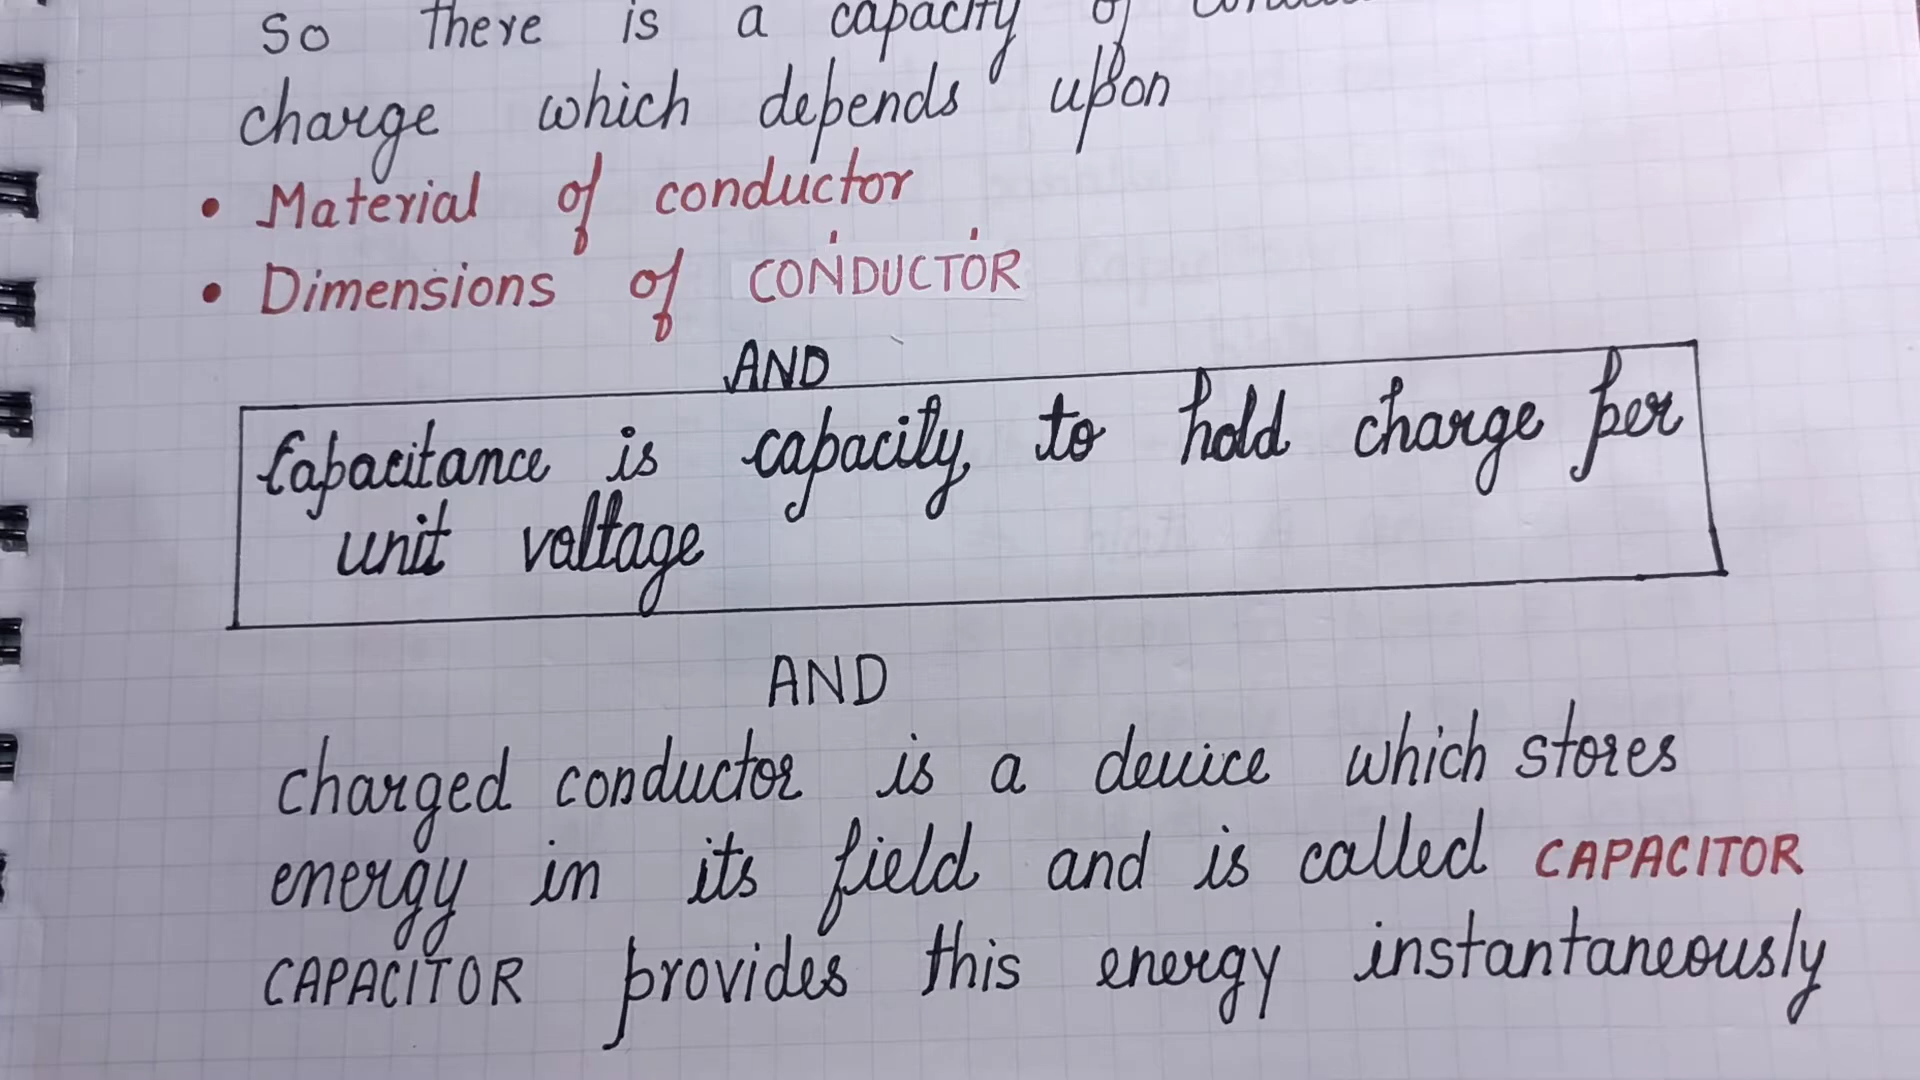 So there is a capacity of
charge which depends upon
• Material of conductor
• Dimensions of CONDUCTOR
AND
Capacitance is capacity to hold charge per
unit voltage
AND
charged conductor is a device which stores
energy in its field and is called CAPACITOR
CAPACITOR provides this energy instantaneously